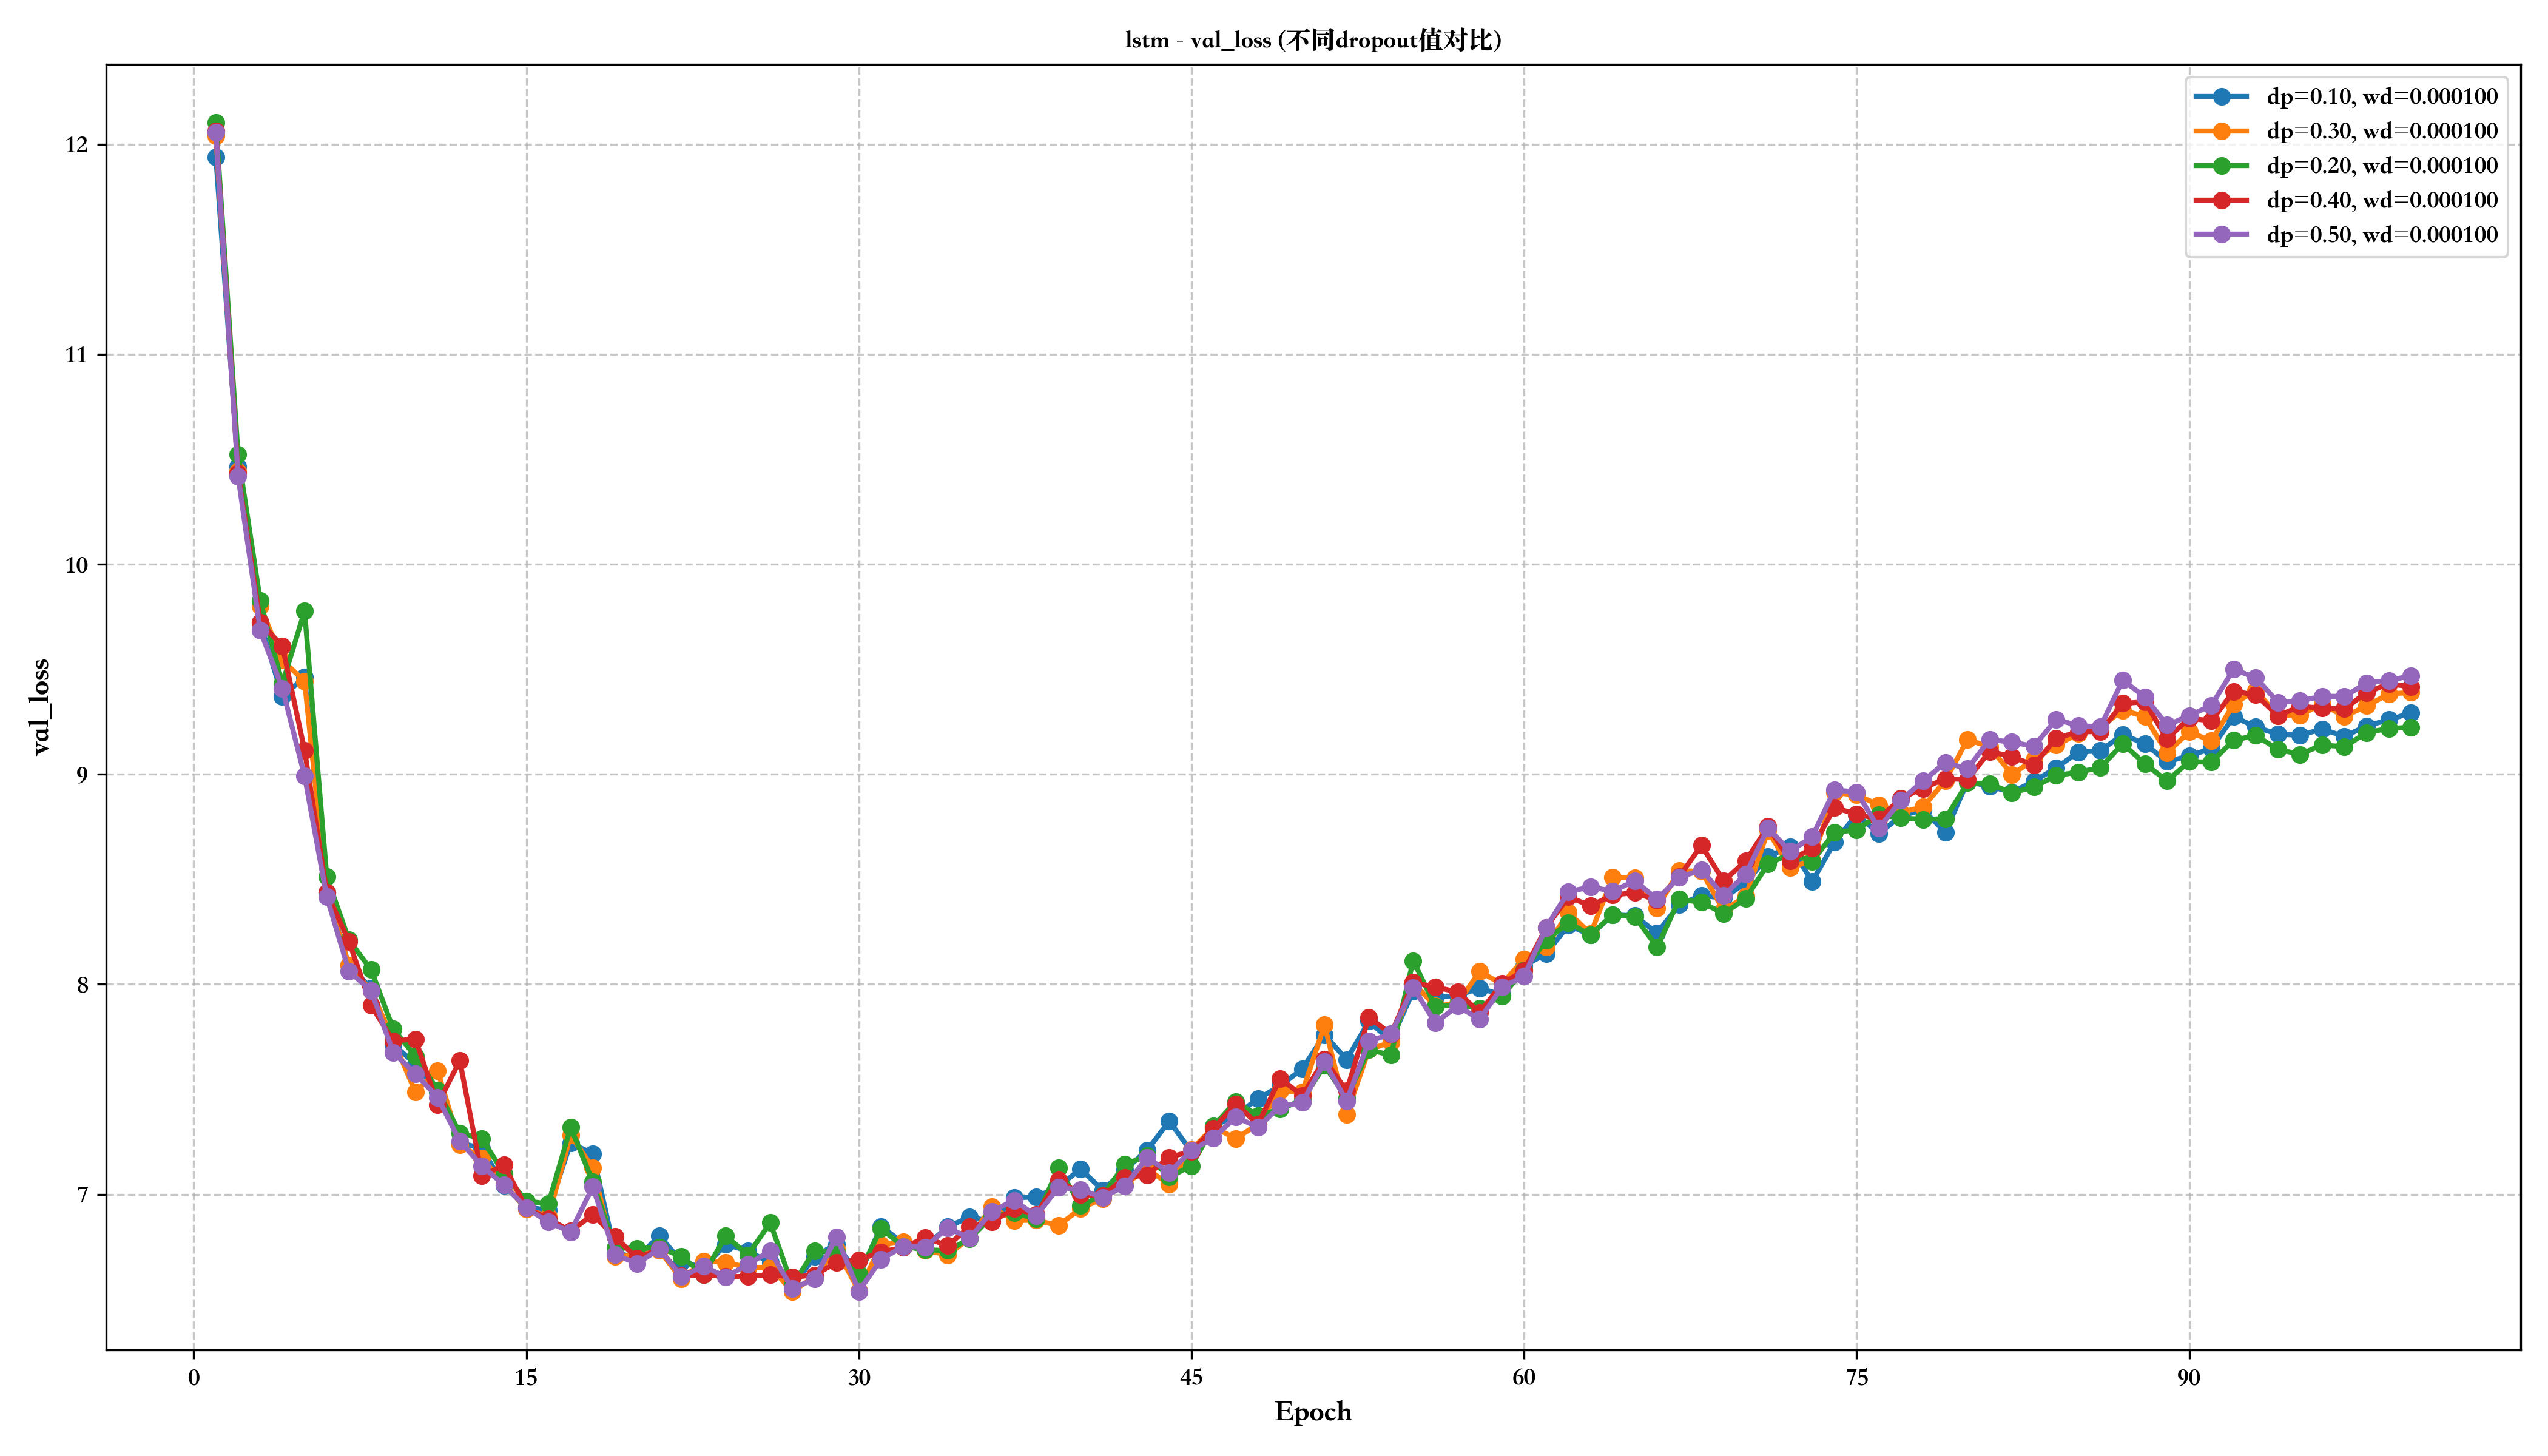 lstm - val_loss (不同dropout值对比)
dp=0.10, wd=0.000100
dp=0.30, wd=0.000100
dp=0.20, wd=0.000100
dp=0.40, wd=0.000100
dp=0.50, wd=0.000100
val_loss
12
11
10
9
8
7
0 15 30 45 60 75 90
Epoch